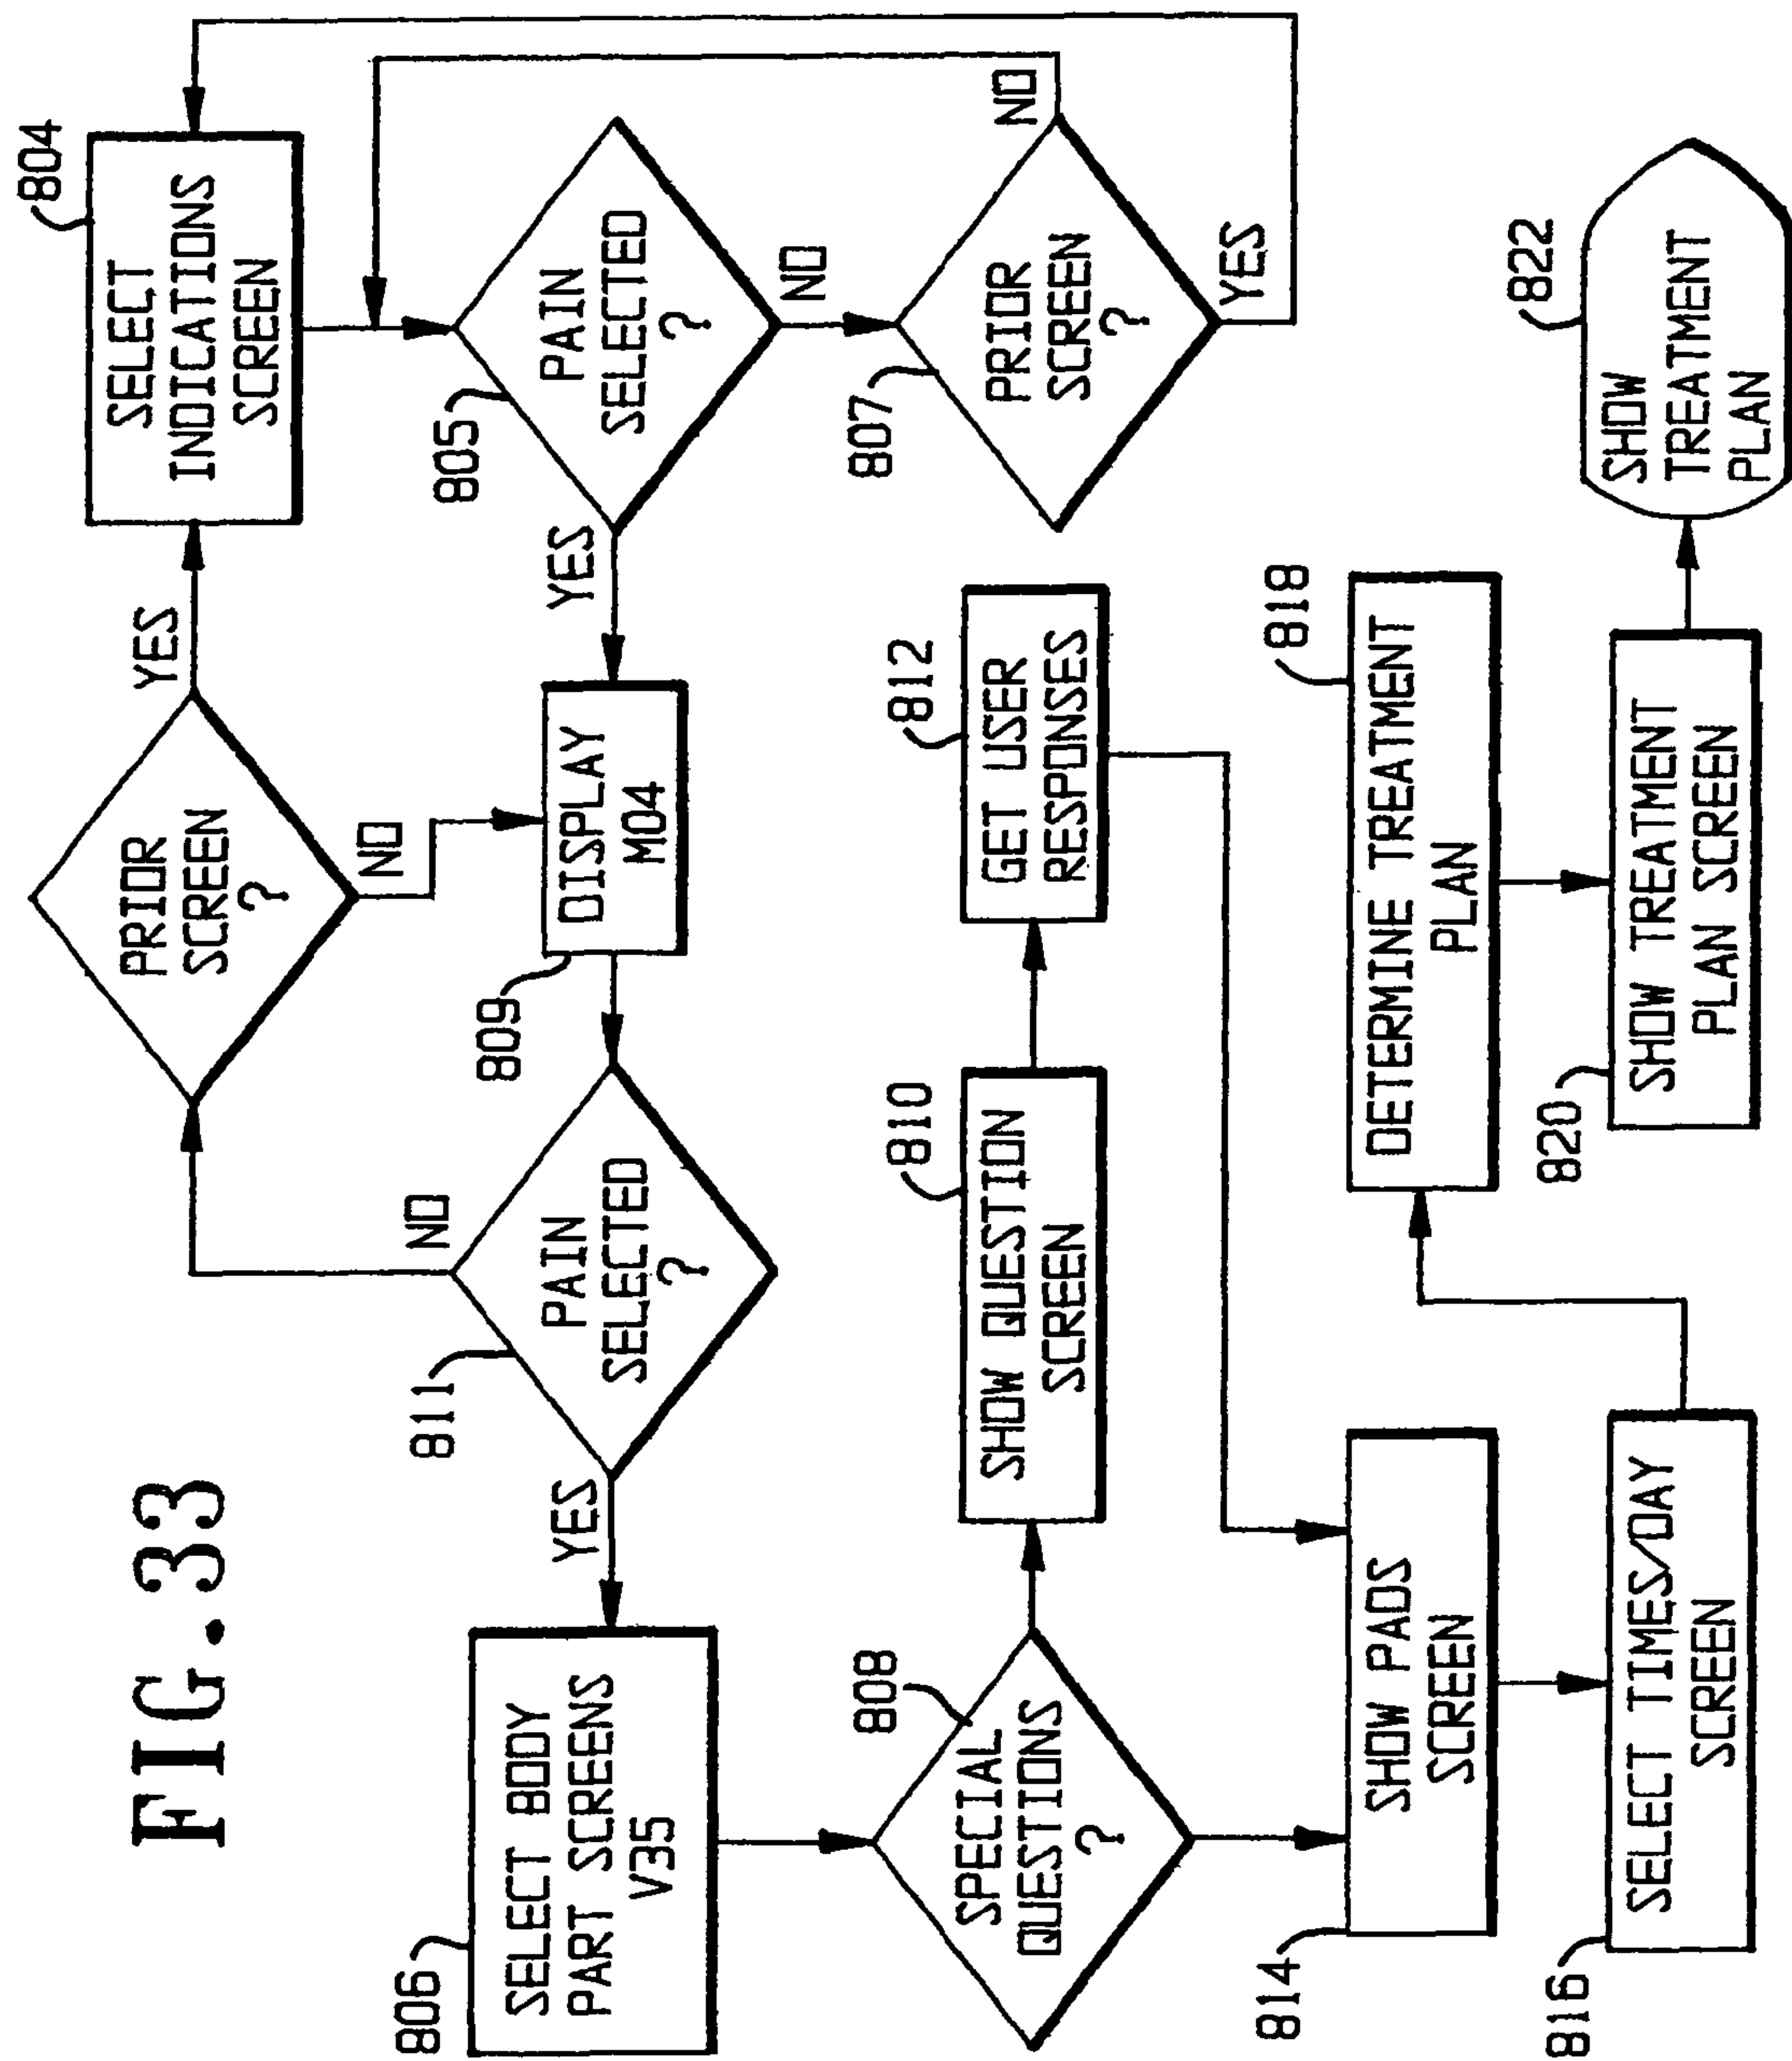 FIG.33
804
SELECT
INDICATIONS
SCREEN
YES
PRIOR
SCREEN
?
NO
NO
805
PAIN
SELECTED
?
YES
NO
DISPLAY
M04
809
811
PAIN
SELECTED
?
NO
YES
806
SELECT BODY
PART SCREENS
V35
807
PRIOR
SCREEN
?
YES
808
SPECIAL
QUESTIONS
?
810
SHOW QUESTION
SCREEN
812
GET USER
RESPONSES
814
SHOW PADS
SCREEN
816
SELECT TIMES/DAY
SCREEN
818
DETERMINE TREATMENT
PLAN
820
SHOW TREATMENT
PLAN SCREEN
822
SHOW
TREATMENT
PLAN